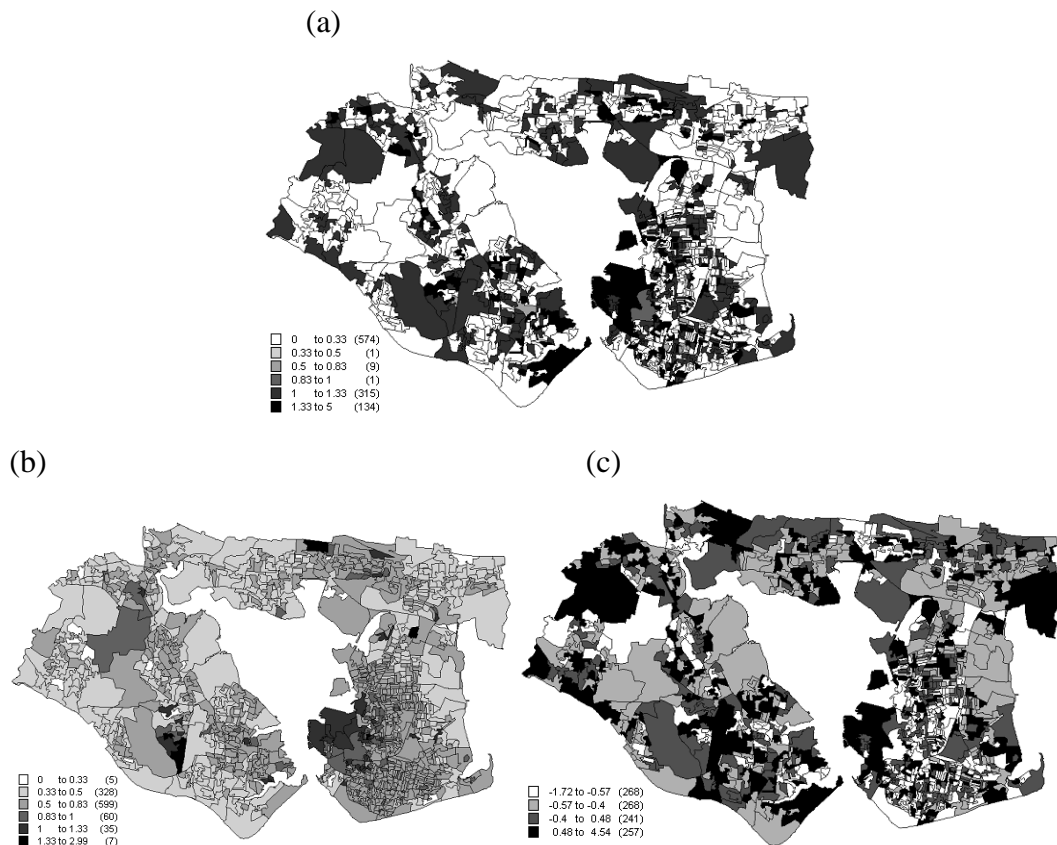 (a)
0 to 0.33 (574)
0.33 to 0.5 (1)
0.5 to 0.83 (9)
0.83 to 1 (1)
1 to 1.33 (315)
1.33 to 5 (134)
(b)
(c)
0 to 0.33 (5)
0.33 to 0.5 (328)
0.5 to 0.83 (599)
0.83 to 1 (60)
1 to 1.33 (35)
1.33 to 2.99 (7)
-1.72 to -0.57 (268)
-0.57 to -0.4 (268)
-0.4 to 0.48 (241)
0.48 to 4.54 (257)